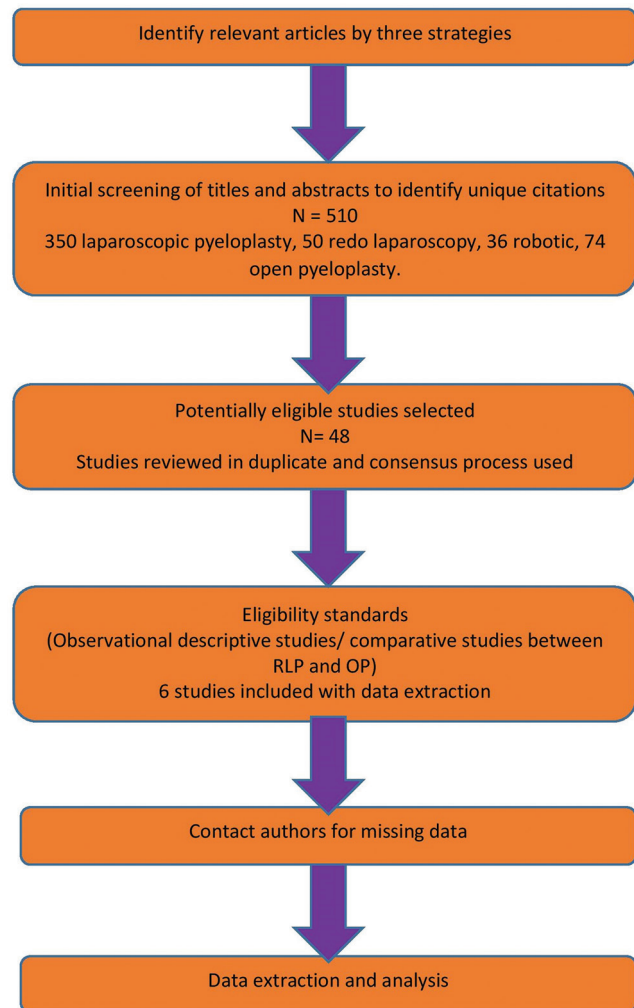 Identify relevant articles by three strategies
Initial screening of titles and abstracts to identify unique citations
N = 510
350 laparoscopic pyeloplasty, 50 redo laparoscopy, 36 robotic, 74
open pyeloplasty.
Potentially eligible studies selected
N= 48
Studies reviewed in duplicate and consensus process used
Eligibility standards
(Observational descriptive studies/ comparative studies between
RLP and OP)
6 studies included with data extraction
Contact authors for missing data
Data extraction and analysis